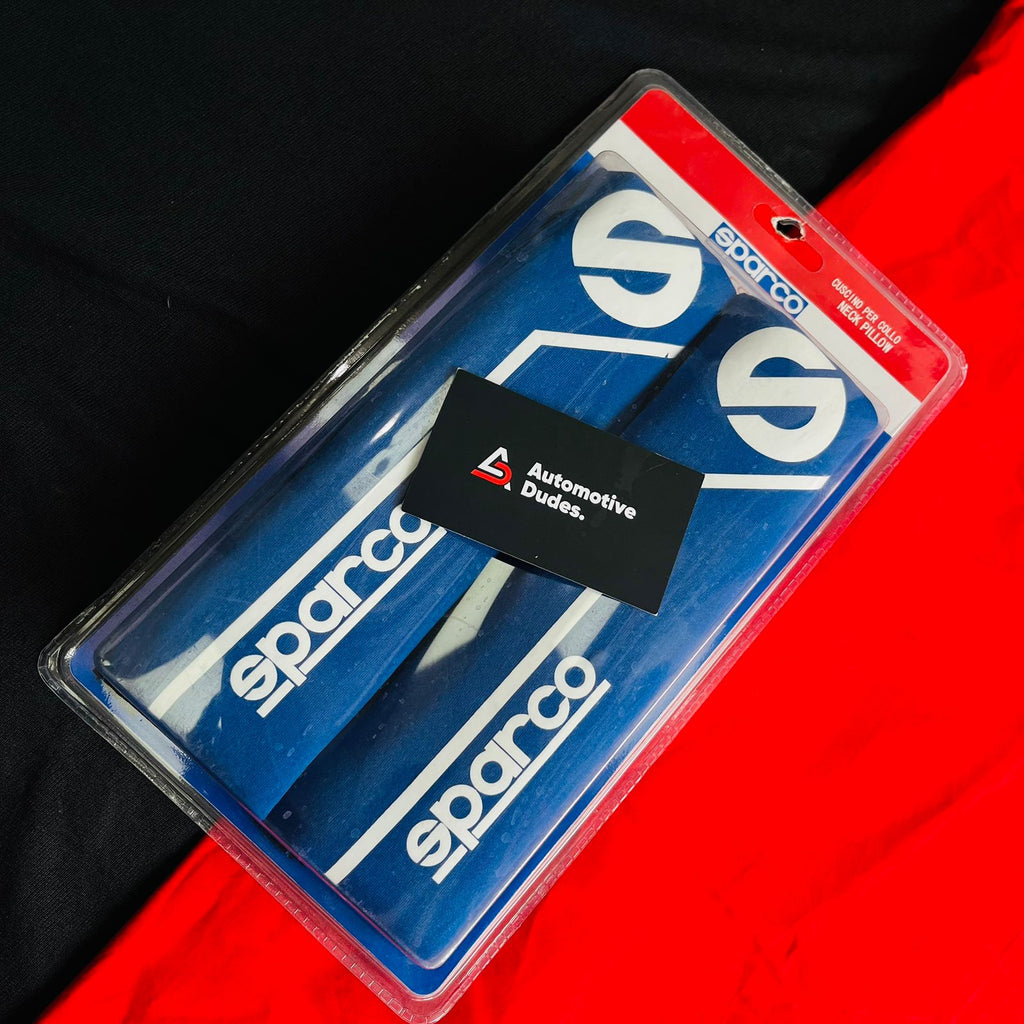 sparco
CUSCINO PER COLLO
NECK PILLOW
S
S
Automotive
Dudes.
sparco
sparco